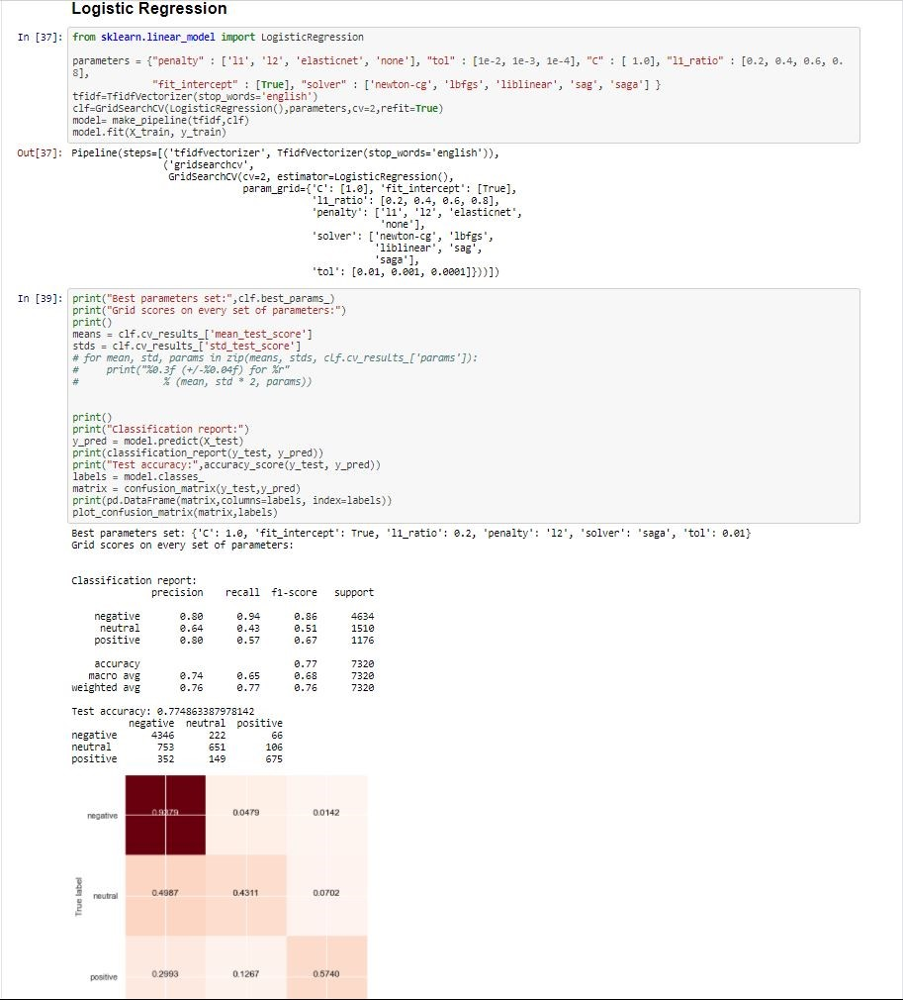 Logistic Regression
In [37]: from sklearn.linear_model import LogisticRegression
parameters = {"penalty" : ['l1', 'l2', 'elasticnet', 'none'], "tol" : [1e-2, 1e-3, 1e-4], "C" : [ 1.0], "l1_ratio" : [0.2, 0.4, 0.6, 0.
8],
"fit_intercept" : [True], "solver" : ['newton-cg', 'lbfgs', 'liblinear', 'sag', 'saga'] }
tfidf=TfidfVectorizer(stop_words='english')
clf=GridSearchCV(LogisticRegression(),parameters,cv=2,refit=True)
model= make_pipeline(tfidf,clf)
model.fit(X_train, y_train)
Out[37]: Pipeline(steps=[('tfidfvectorizer', TfidfVectorizer(stop_words='english')),
('gridsearchcv',
GridSearchCV(cv=2, estimator=LogisticRegression(),
param_grid={'C': [1.0], 'fit_intercept': [True],
'l1_ratio': [0.2, 0.4, 0.6, 0.8],
'penalty': ['l1', 'l2', 'elasticnet',
'none'],
'solver': ['newton-cg', 'lbfgs',
'liblinear', 'sag',
'saga'],
'tol': [0.01, 0.001, 0.0001]}))])
In [39]: print("Best parameters set:",clf.best_params_)
print("Grid scores on every set of parameters:")
print()
means = clf.cv_results_['mean_test_score']
stds = clf.cv_results_['std_test_score']
# for mean, std, params in zip(means, stds, clf.cv_results_['params']):
# print("%0.3f (+/-%0.04f) for %r"
# % (mean, std * 2, params))
print()
print("Classification report:")
y_pred = model.predict(X_test)
print(classification_report(y_test, y_pred))
print("Test accuracy:",accuracy_score(y_test, y_pred))
labels = model.classes_
matrix = confusion_matrix(y_test,y_pred)
print(pd.DataFrame(matrix,columns=labels, index=labels))
plot_confusion_matrix(matrix,labels)
Best parameters set: {'C': 1.0, 'fit_intercept': True, 'l1_ratio': 0.2, 'penalty': 'l2', 'solver': 'saga', 'tol': 0.01}
Grid scores on every set of parameters:
Classification report:
precision recall f1-score support
negative 0.80 0.94 0.86 4634
neutral 0.64 0.43 0.51 1510
positive 0.80 0.57 0.67 1176
accuracy 0.77 7320
macro avg 0.74 0.65 0.68 7320
weighted avg 0.76 0.77 0.76 7320
Test accuracy: 0.774863387978142
negative neutral positive
negative 4346 222 66
neutral 753 651 106
positive 352 149 675
negative 0.9379 0.0479 0.0142
True label
neutral 0.4987 0.4311 0.0702
positive 0.2993 0.1267 0.5740